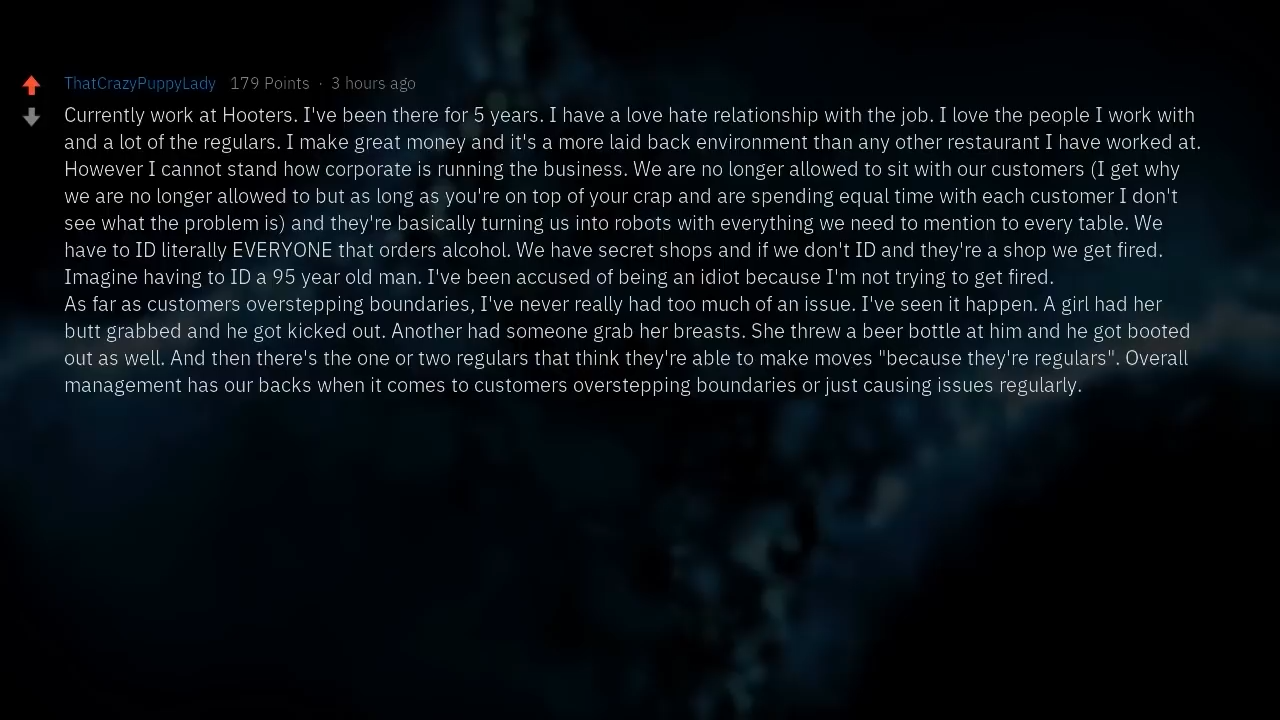 ThatCrazyPuppyLady 179 Points · 3 hours ago
Currently work at Hooters. I've been there for 5 years. I have a love hate relationship with the job. I love the people I work with
and a lot of the regulars. I make great money and it's a more laid back environment than any other restaurant I have worked at.
However I cannot stand how corporate is running the business. We are no longer allowed to sit with our customers (I get why
we are no longer allowed to but as long as you're on top of your crap and are spending equal time with each customer I don't
see what the problem is) and they're basically turning us into robots with everything we need to mention to every table. We
have to ID literally EVERYONE that orders alcohol. We have secret shops and if we don't ID and they're a shop we get fired.
Imagine having to ID a 95 year old man. I've been accused of being an idiot because I'm not trying to get fired.
As far as customers overstepping boundaries, I've never really had too much of an issue. I've seen it happen. A girl had her
butt grabbed and he got kicked out. Another had someone grab her breasts. She threw a beer bottle at him and he got booted
out as well. And then there's the one or two regulars that think they're able to make moves "because they're regulars". Overall
management has our backs when it comes to customers overstepping boundaries or just causing issues regularly.